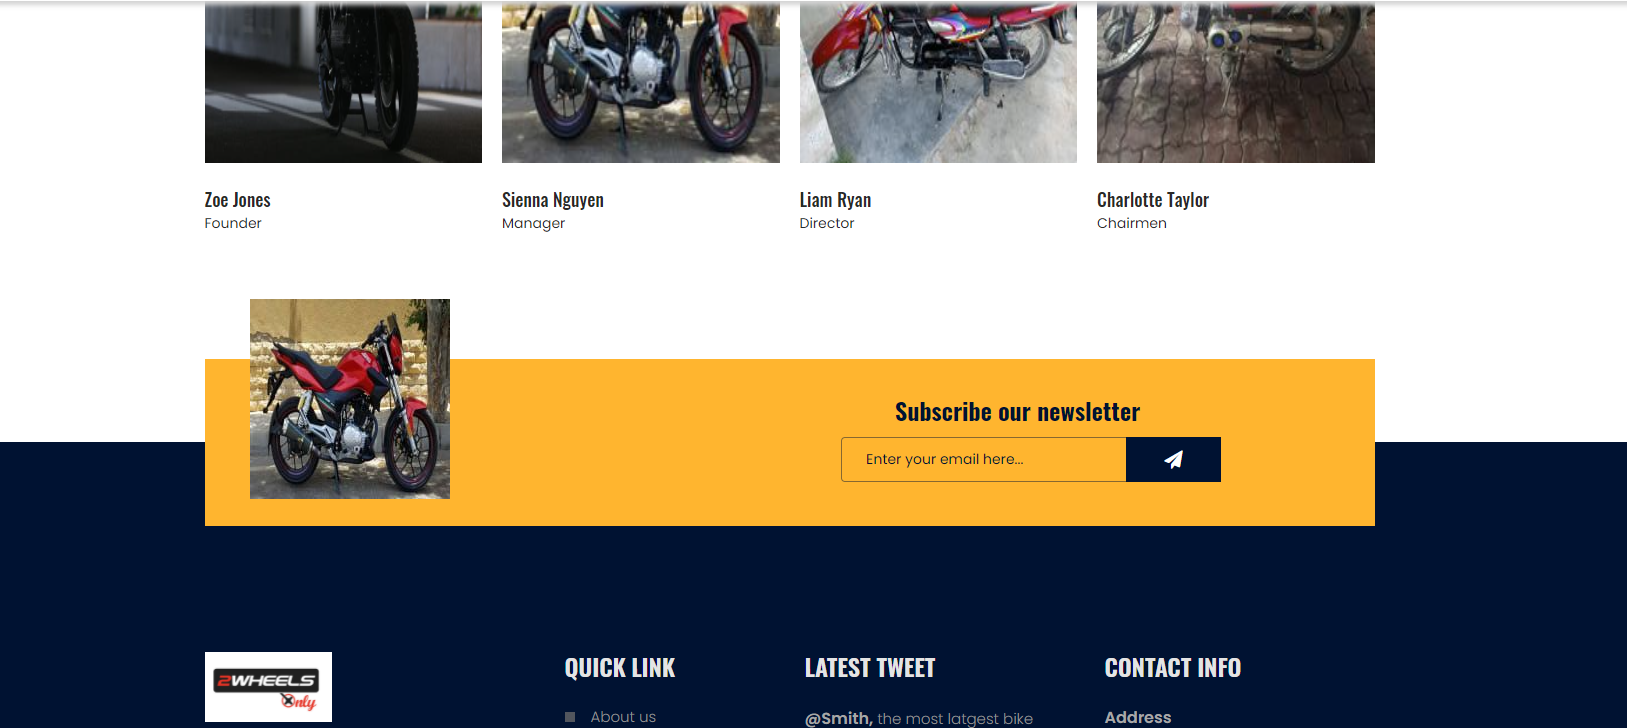 Zoe Jones
Founder
Sienna Nguyen
Manager
Liam Ryan
Director
Charlotte Taylor
Chairmen
Subscribe our newsletter
Enter your email here...
2WHEELS
Only
QUICK LINK
About us
LATEST TWEET
@Smith, the most latgest bike
CONTACT INFO
Address